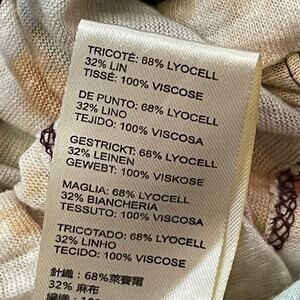 TRICOTÉ: 68% LYOCELL
32% LIN
TISSÉ: 100% VISCOSE
DE PUNTO: 68% LYOCELL
32% LINO
TEJIDO: 100% VISCOSA
GESTRICKT: 68% LYOCELL
32% LEINEN
GEWEBT: 100% VISKOSE
MAGLIA: 68% LYOCELL
32% BIANCHERIA
TESSUTO: 100% VISCOSA
TRICOTADO: 68% LYOCELL
32% LINHO
TECIDO: 100% VISCOSE
針織：68%萊賽爾
32% 麻布